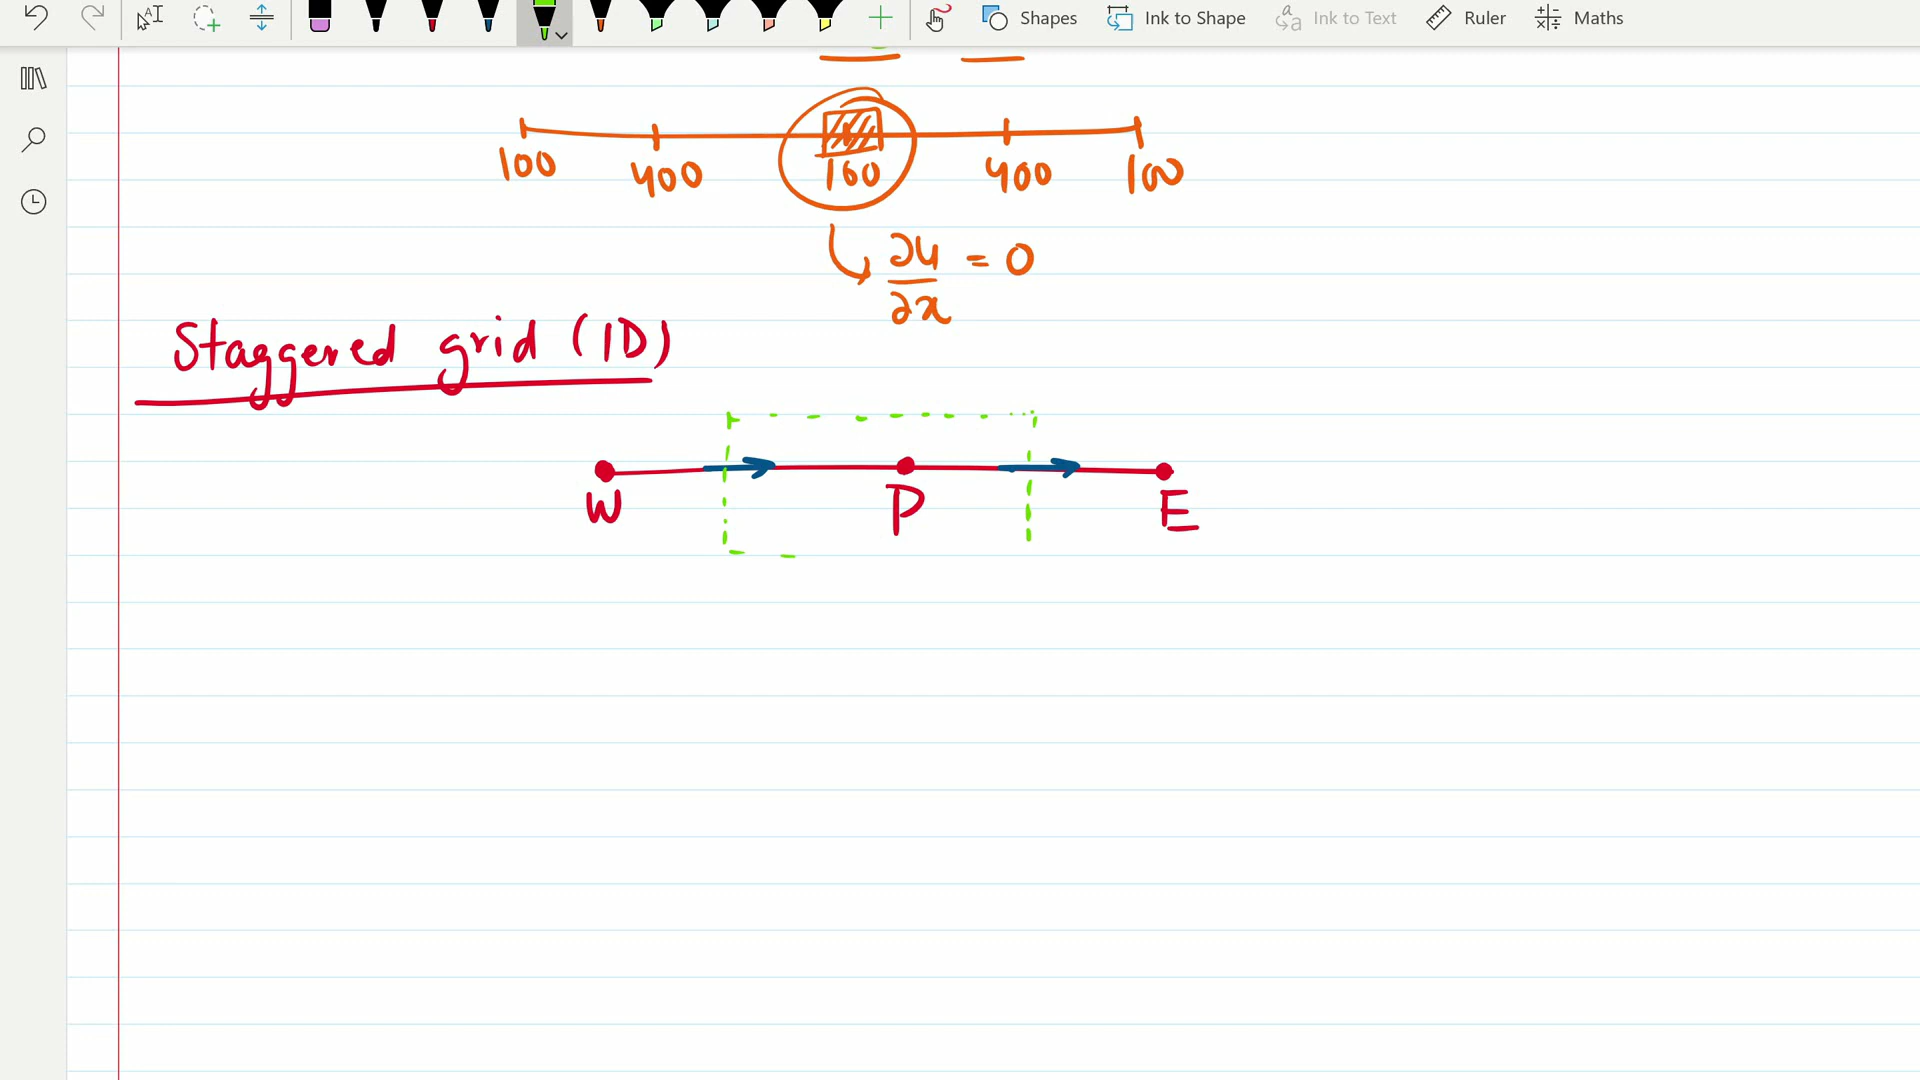 Shapes Ink to Shape Ink to Text Ruler Maths
100 400 160 400 100
∂u/∂x = 0
Staggered grid (1D)
W P E